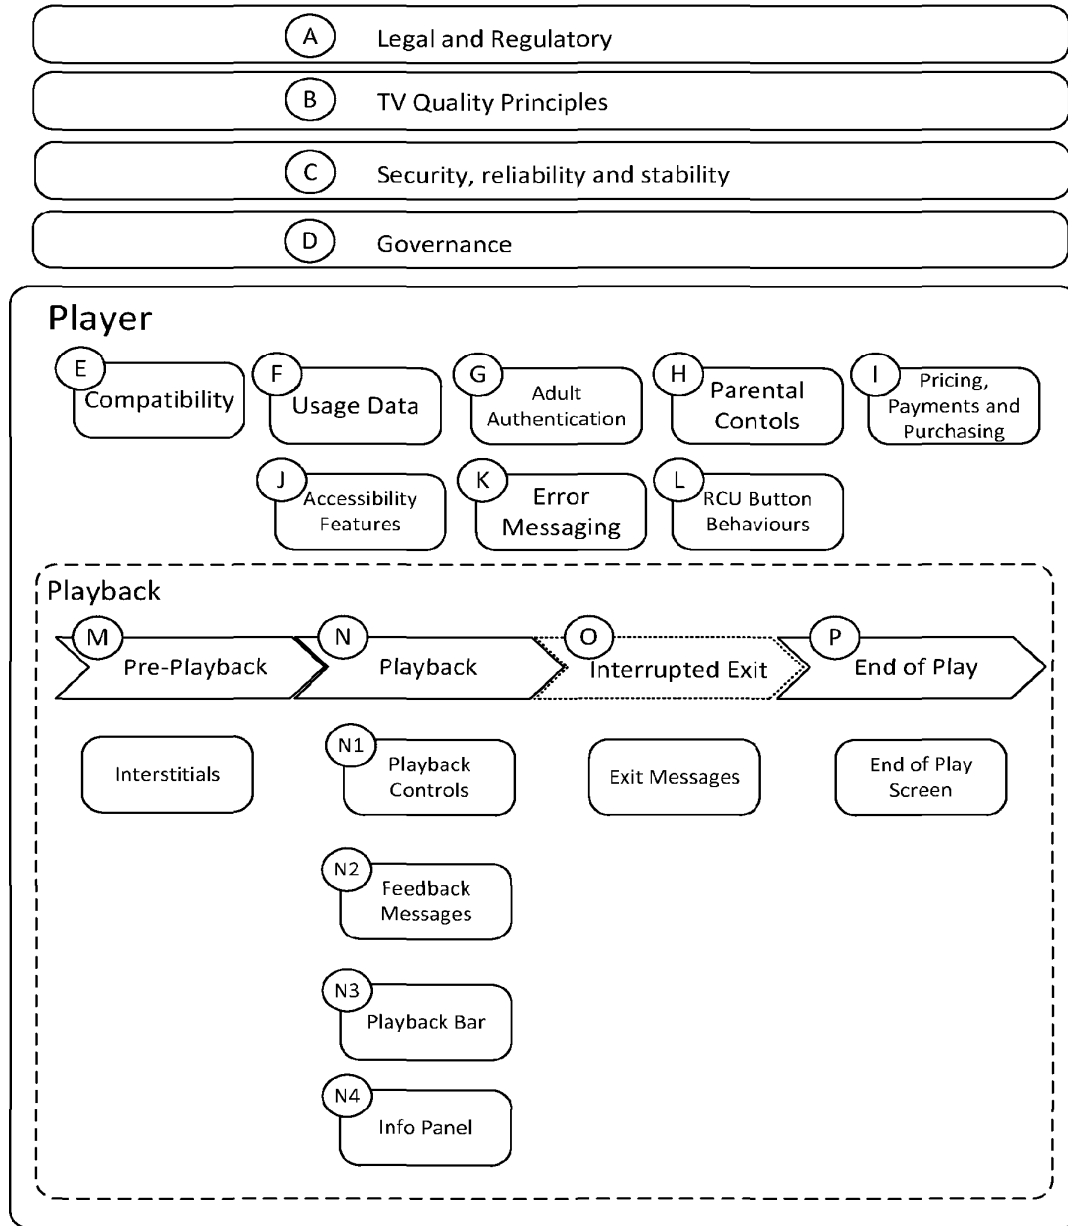 A Legal and Regulatory
B TV Quality Principles
C Security, reliability and stability
D Governance
Player
E
Compatibility
F
Usage Data
G
Adult
Authentication
H
Parental
Contols
I
Pricing,
Payments and
Purchasing
J
Accessibility
Features
K
Error
Messaging
L
RCU Button
Behaviours
Playback
M
Pre-Playback
N
Playback
O
Interrupted Exit
P
End of Play
Interstitials
N1
Playback
Controls
Exit Messages
End of Play
Screen
N2
Feedback
Messages
N3
Playback Bar
N4
Info Panel